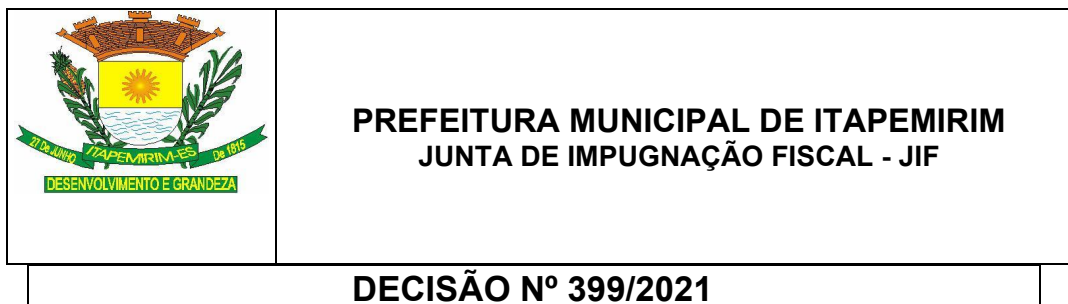 27 De JUNHO ITAPEMIRIM-ES De 1815
DESENVOLVIMENTO E GRANDEZA
PREFEITURA MUNICIPAL DE ITAPEMIRIM
JUNTA DE IMPUGNAÇÃO FISCAL - JIF
DECISÃO Nº 399/2021